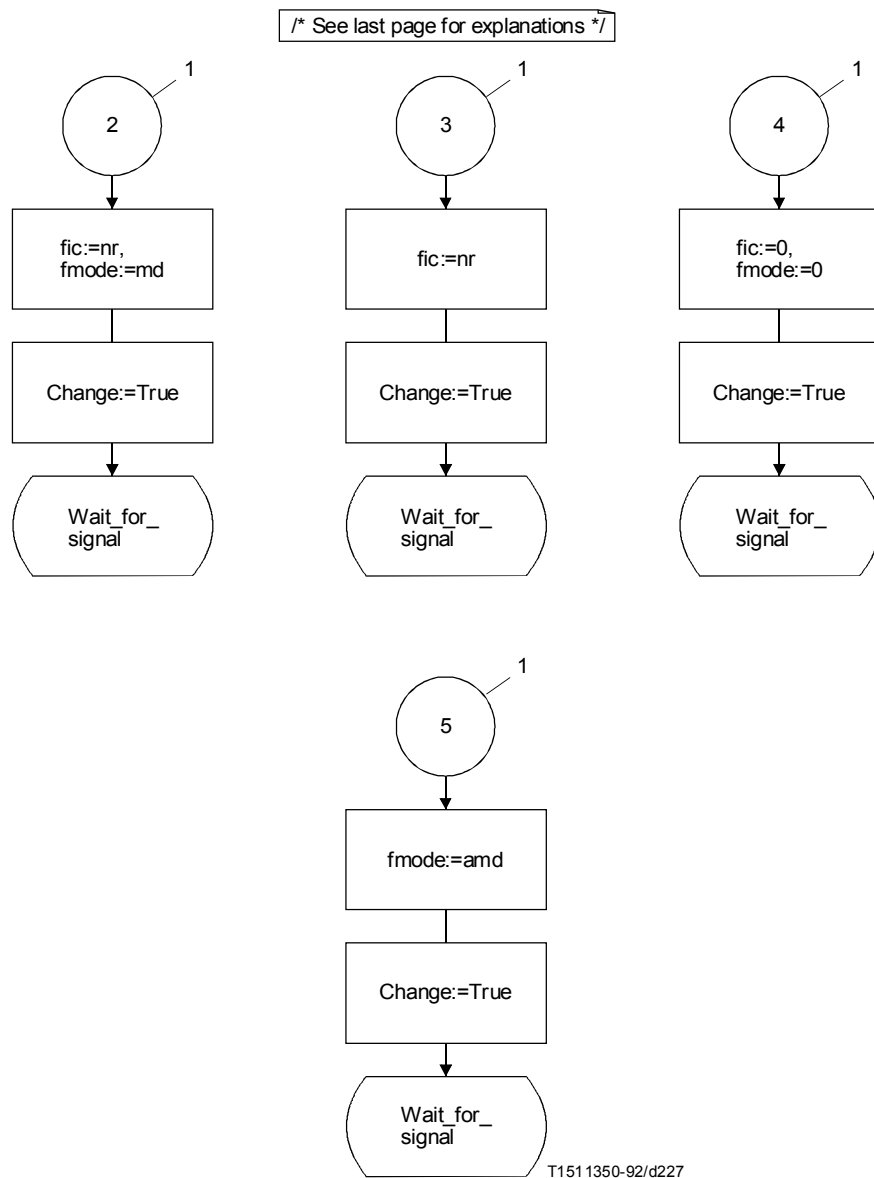 /* See last page for explanations */
1
1
1
2
3
4
fic:=nr,
fmode:=md
fic:=nr
fic:=0,
fmode:=0
Change:=True
Change:=True
Change:=True
Wait_for_
signal
Wait_for_
signal
Wait_for_
signal
1
5
fmode:=amd
Change:=True
Wait_for_
signal
T1511350-92/d227